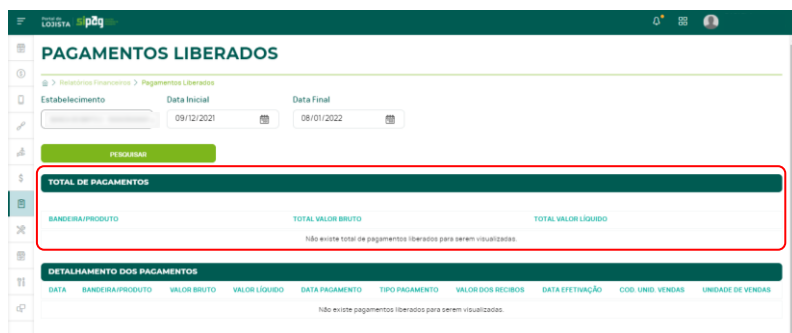 Portal do
LOJISTA sipaq
PAGAMENTOS LIBERADOS
> Relatórios Financeiros > Pagamentos Liberados
Estabelecimento Data Inicial Data Final
09/12/2021 08/01/2022
PESQUISAR
TOTAL DE PAGAMENTOS
BANDEIRA/PRODUTO TOTAL VALOR BRUTO TOTAL VALOR LÍQUIDO
Não existe total de pagamentos liberados para serem visualizadas.
DETALHAMENTO DOS PAGAMENTOS
DATA BANDEIRA/PRODUTO VALOR BRUTO VALOR LÍQUIDO DATA PAGAMENTO TIPO PAGAMENTO VALOR DOS RECIBOS DATA EFETIVAÇÃO COD. UNID. VENDAS UNIDADE DE VENDAS
Não existe pagamentos liberados para serem visualizadas.